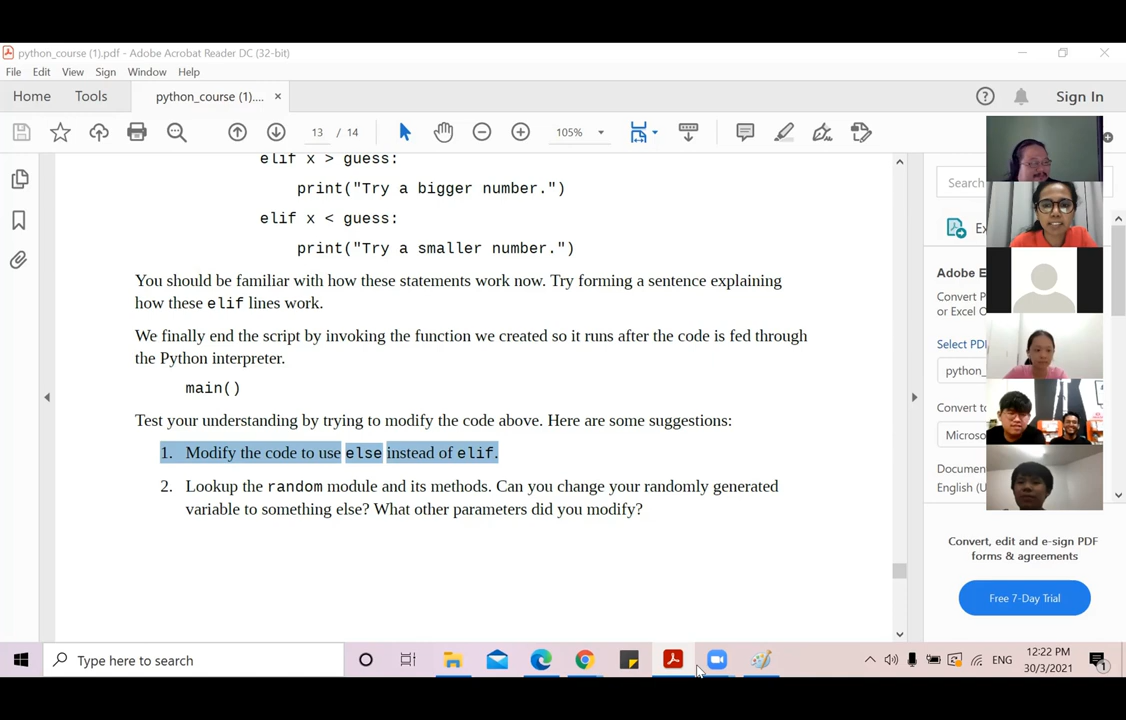 python_course (1).pdf - Adobe Acrobat Reader DC (32-bit)
File Edit View Sign Window Help
Home Tools python_course (1).... × Sign In
13 / 14 105%
Search
elif x > guess:
print("Try a bigger number.")
elif x < guess:
print("Try a smaller number.")
You should be familiar with how these statements work now. Try forming a sentence explaining
how these elif lines work.
We finally end the script by invoking the function we created so it runs after the code is fed through
the Python interpreter.
main()
Test your understanding by trying to modify the code above. Here are some suggestions:
1. Modify the code to use else instead of elif.
2. Lookup the random module and its methods. Can you change your randomly generated
variable to something else? What other parameters did you modify?
Ex
Adobe E
Convert P
or Excel O
Select PDF
python_
Convert to
Microso
Document
English (U
Convert, edit and e-sign PDF
forms & agreements
Free 7-Day Trial
Type here to search
ENG
12:22 PM
30/3/2021
1